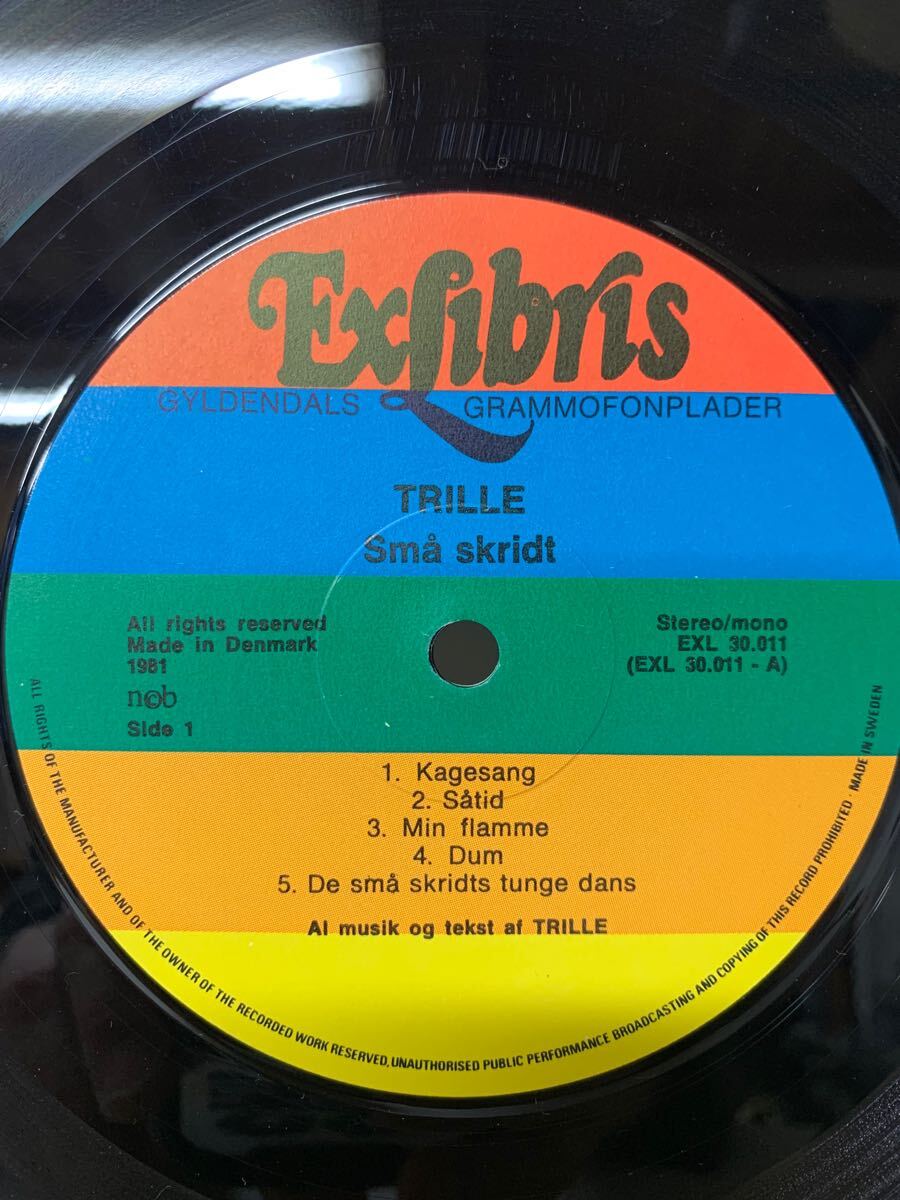 ExLibris
GYLDENDALS GRAMMOFONPLADER
TRILLE
Små skridt
All rights reserved
Made in Denmark
1981
n©b
Side 1
Stereo/mono
EXL 30.011
(EXL 30.011 - A)
1. Kagesang
2. Såtid
3. Min flamme
4. Dum
5. De små skridts tunge dans
Al musik og tekst af TRILLE
ALL RIGHTS OF THE MANUFACTURER AND OF THE OWNER OF THE RECORDED WORK RESERVED, UNAUTHORISED PUBLIC PERFORMANCE BROADCASTING AND COPYING OF THIS RECORD PROHIBITED · MADE IN SWEDEN